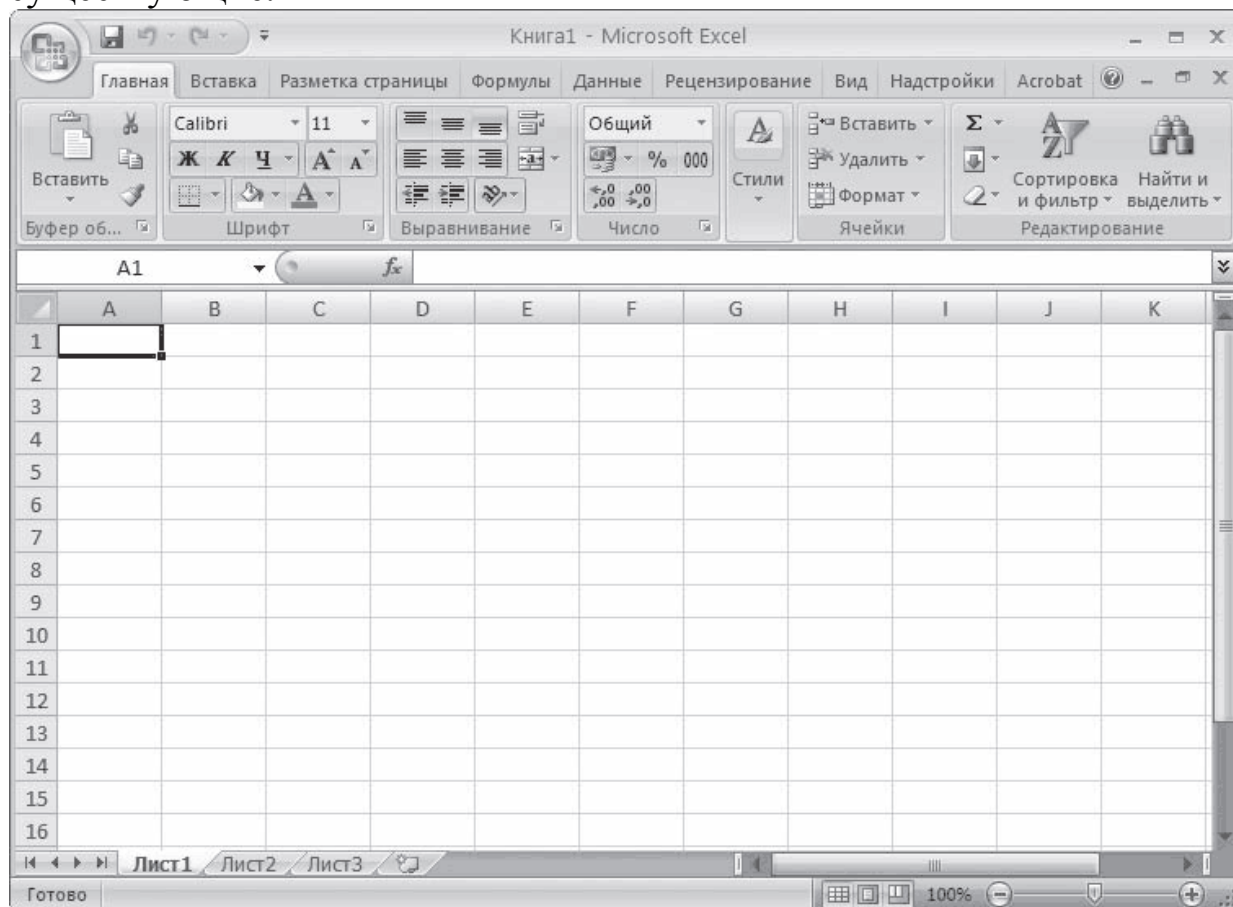 Книга1 - Microsoft Excel
Главная Вставка Разметка страницы Формулы Данные Рецензирование Вид Надстройки Acrobat
Calibri 11 Общий Вставить Σ
Ж К Ч А А % 000 Удалить
Вставить А Стили Формат Сортировка и фильтр Найти и выделить
Буфер об... Шрифт Выравнивание Число Ячейки Редактирование
A1 fx
A B C D E F G H I J K
1
2
3
4
5
6
7
8
9
10
11
12
13
14
15
16
Лист1 Лист2 Лист3
Готово 100%